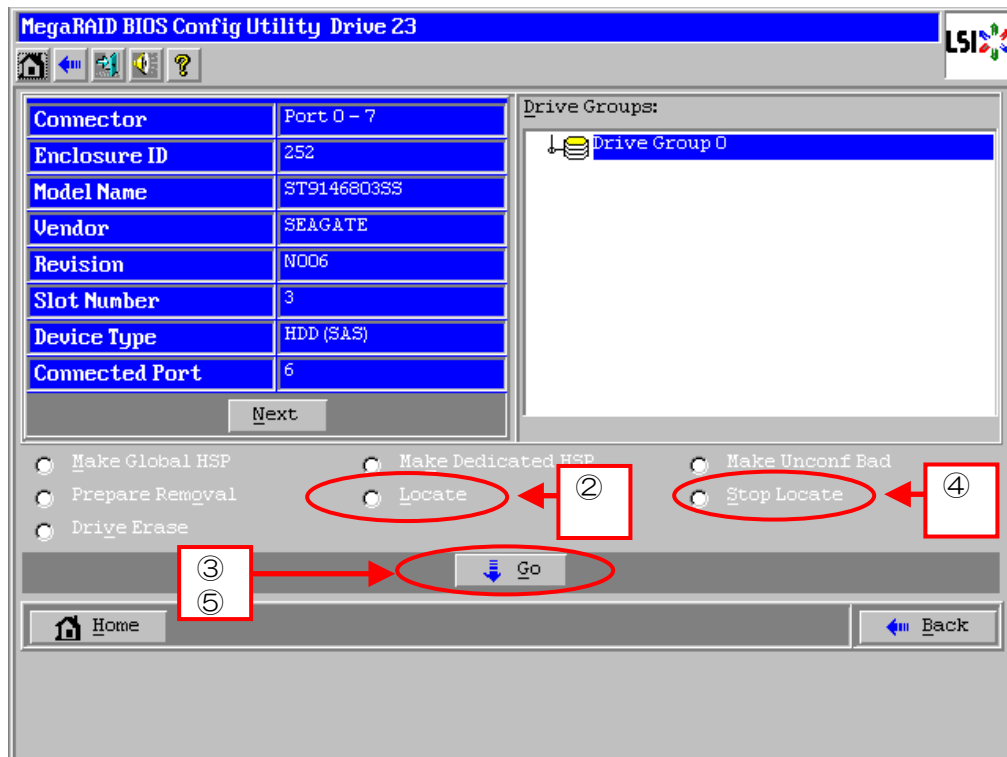 MegaRAID BIOS Config Utility Drive 23
LSI
?
Connector Port 0 - 7
Enclosure ID 252
Model Name ST9146803SS
Vendor SEAGATE
Revision N006
Slot Number 3
Device Type HDD (SAS)
Connected Port 6
Next
Drive Groups:
Drive Group 0
Make Global HSP Make Dedicated HSP Make Unconf Bad
Prepare Removal Locate ② Stop Locate ④
Drive Erase
③
⑤
Go
Home Back